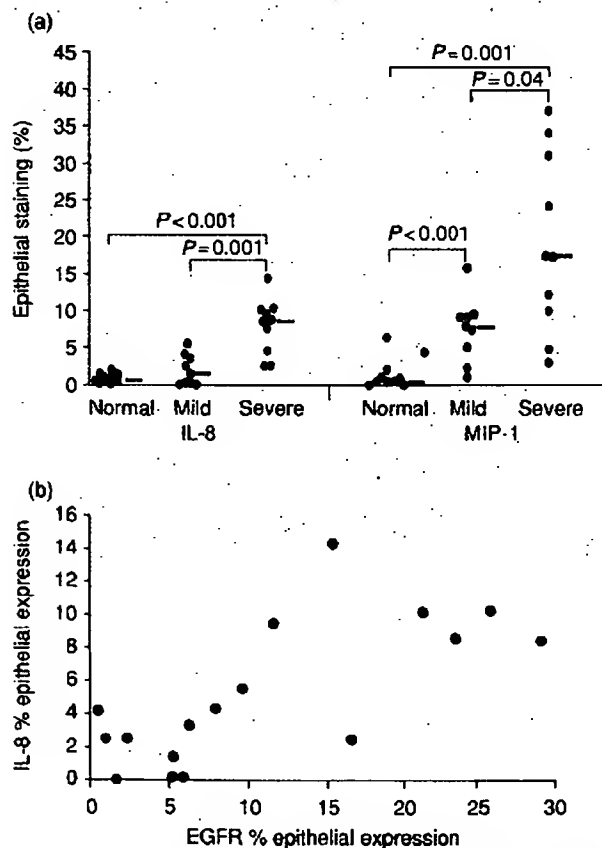 (a)
45
40
35
30
25
20
15
10
5
0
Epithelial staining (%)
P=0.001
P=0.04
P<0.001
P=0.001
P<0.001
Normal Mild Severe Normal Mild Severe
IL-8 MIP-1
(b)
16
14
12
10
8
6
4
2
0
IL-8 % epithelial expression
0 5 10 15 20 25 30
EGFR % epithelial expression